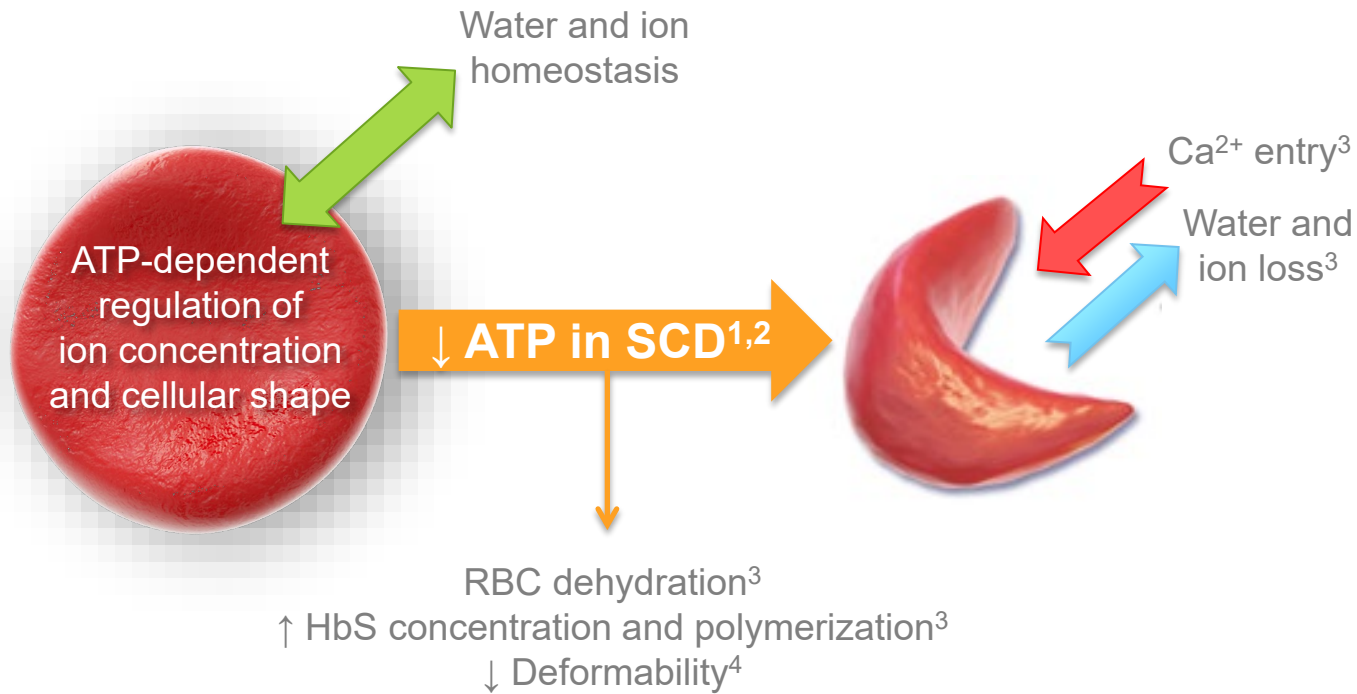 Water and ion
homeostasis
Ca²⁺ entry³
Water and
ion loss³
ATP-dependent
regulation of
ion concentration
and cellular shape
↓ ATP in SCD¹,²
RBC dehydration³
↑ HbS concentration and polymerization³
↓ Deformability⁴